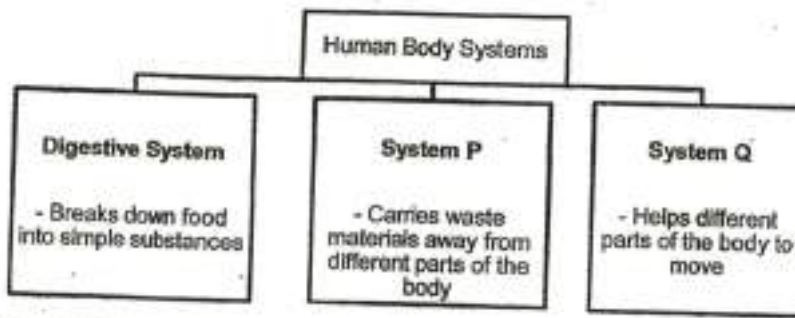 Human Body Systems
Digestive System
- Breaks down food
into simple substances
System P
- Carries waste
materials away from
different parts of the
body
System Q
- Helps different
parts of the body to
move